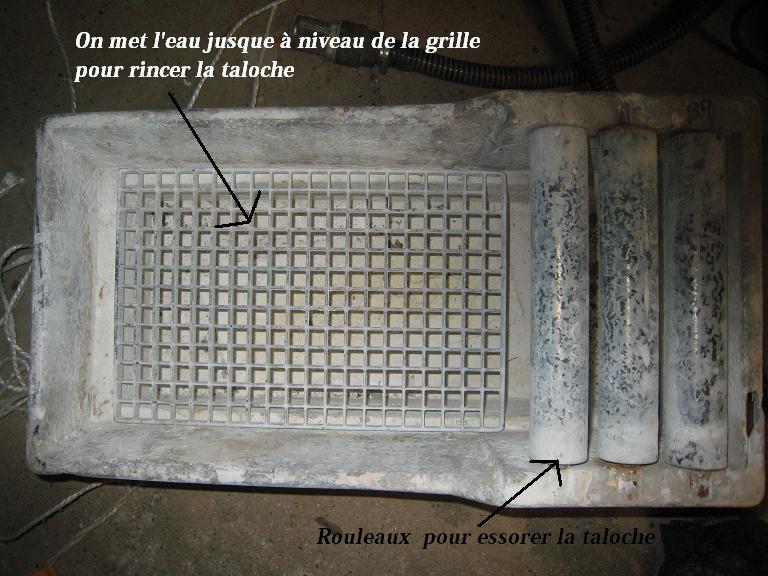 On met l'eau jusque à niveau de la grille
pour rincer la taloche
Rouleaux pour essorer la taloche